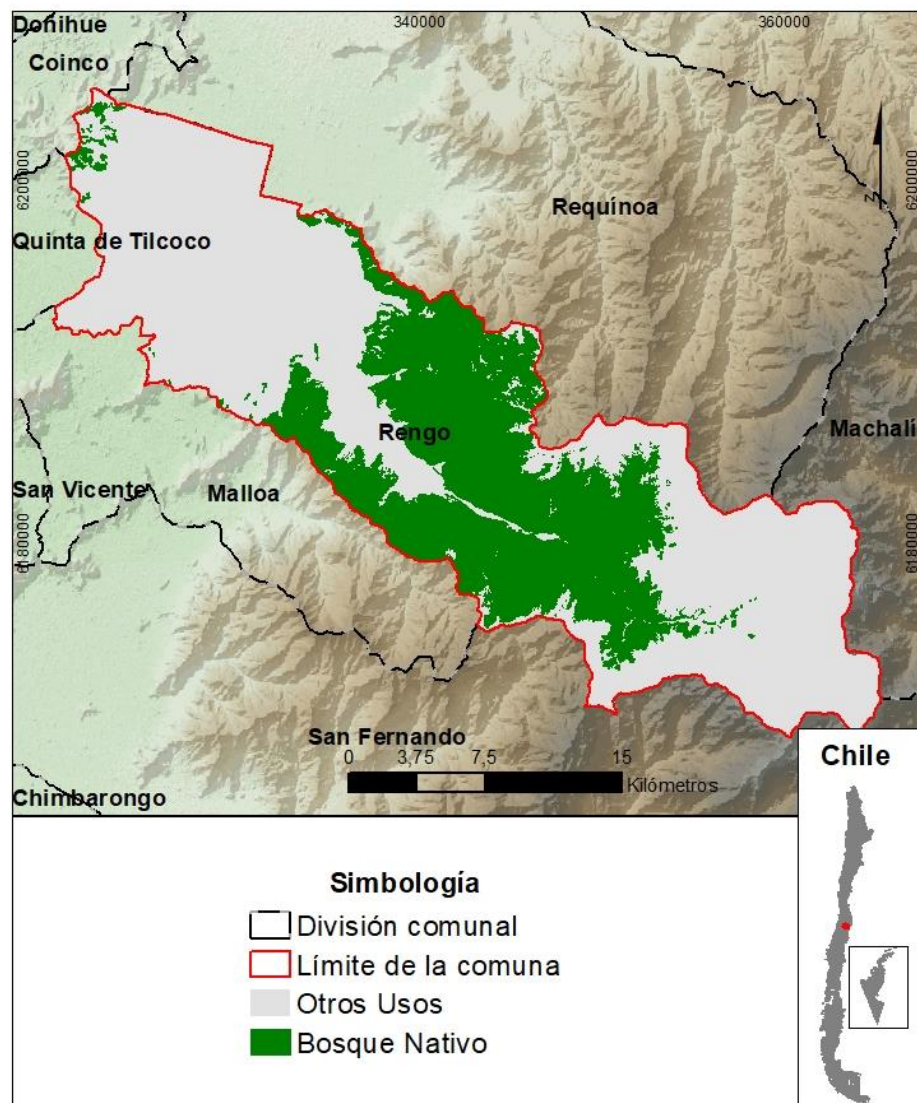 Doñihue
340000
360000
Coinco
6200000
6200000
Requínoa
Quinta de Tilcoco
Rengo
Machalí
San Vicente
Malloa
6180000
6180000
San Fernando
0 3,75 7,5 15
Kilómetros
Chimbarongo
Chile
Simbología
División comunal
Límite de la comuna
Otros Usos
Bosque Nativo